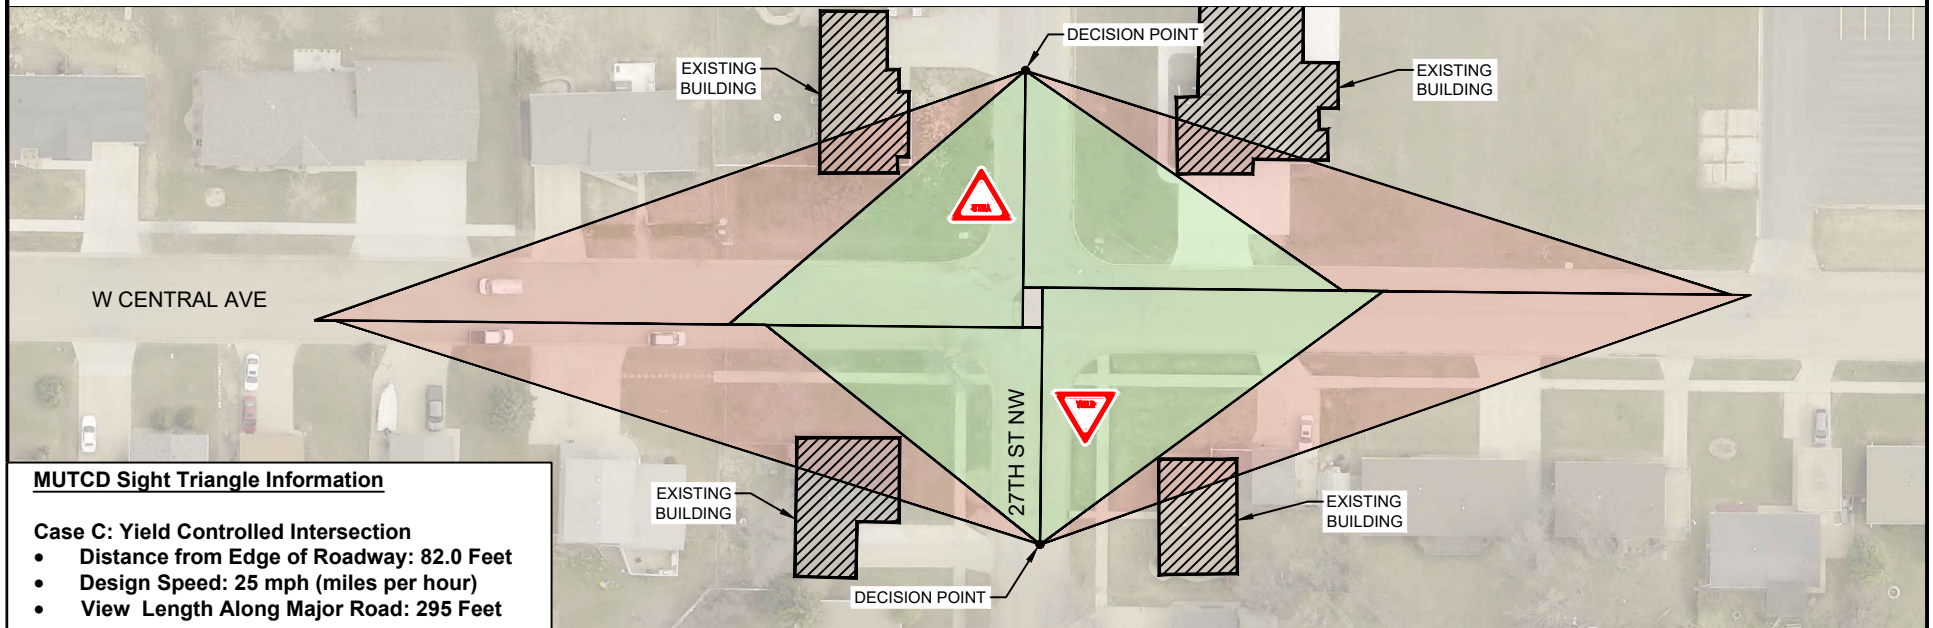 DECISION POINT
EXISTING
BUILDING
EXISTING
BUILDING
YIELD
W CENTRAL AVE
27TH ST NW
YIELD
EXISTING
BUILDING
EXISTING
BUILDING
DECISION POINT
MUTCD Sight Triangle Information
Case C: Yield Controlled Intersection
• Distance from Edge of Roadway: 82.0 Feet
• Design Speed: 25 mph (miles per hour)
• View Length Along Major Road: 295 Feet